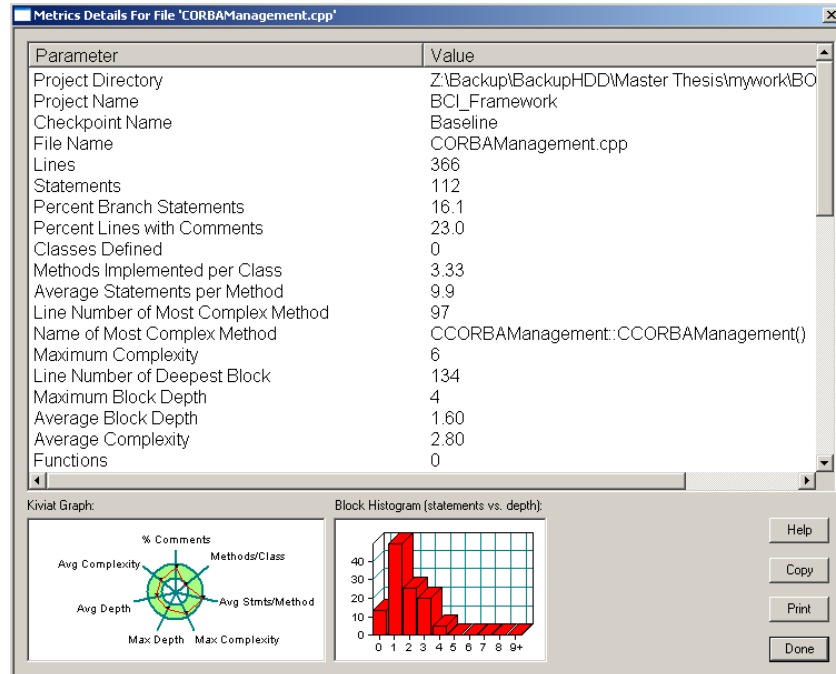 Metrics Details For File 'CORBAManagement.cpp'
Parameter Value
Project Directory Z:\Backup\BackupHDD\Master Thesis\mywork\BO
Project Name BCI_Framework
Checkpoint Name Baseline
File Name CORBAManagement.cpp
Lines 366
Statements 112
Percent Branch Statements 16.1
Percent Lines with Comments 23.0
Classes Defined 0
Methods Implemented per Class 3.33
Average Statements per Method 9.9
Line Number of Most Complex Method 97
Name of Most Complex Method CCORBAManagement::CCORBAManagement()
Maximum Complexity 6
Line Number of Deepest Block 134
Maximum Block Depth 4
Average Block Depth 1.60
Average Complexity 2.80
Functions 0
Kiviat Graph:
% Comments
Methods/Class
Avg Complexity
Avg Stmts/Method
Avg Depth
Max Depth Max Complexity
Block Histogram (statements vs. depth):
40
30
20
10
0
0 1 2 3 4 5 6 7 8 9+
Help
Copy
Print
Done